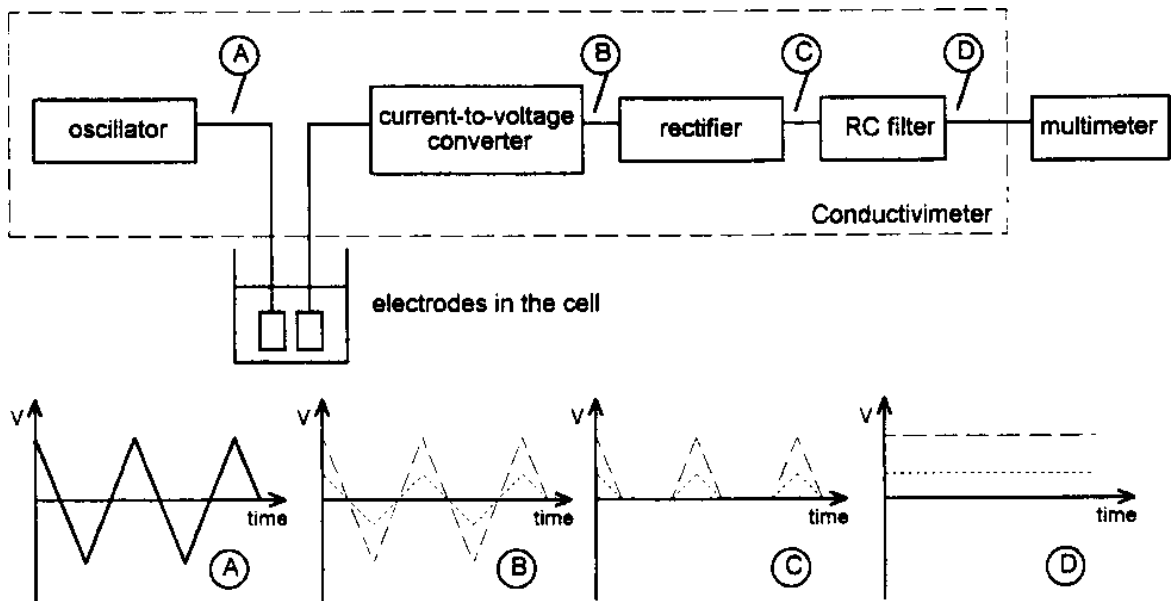 A
B
C
D
oscillator
current-to-voltage
converter
rectifier
RC filter
multimeter
Conductivimeter
electrodes in the cell
V
time
A
V
time
B
V
time
C
V
time
D